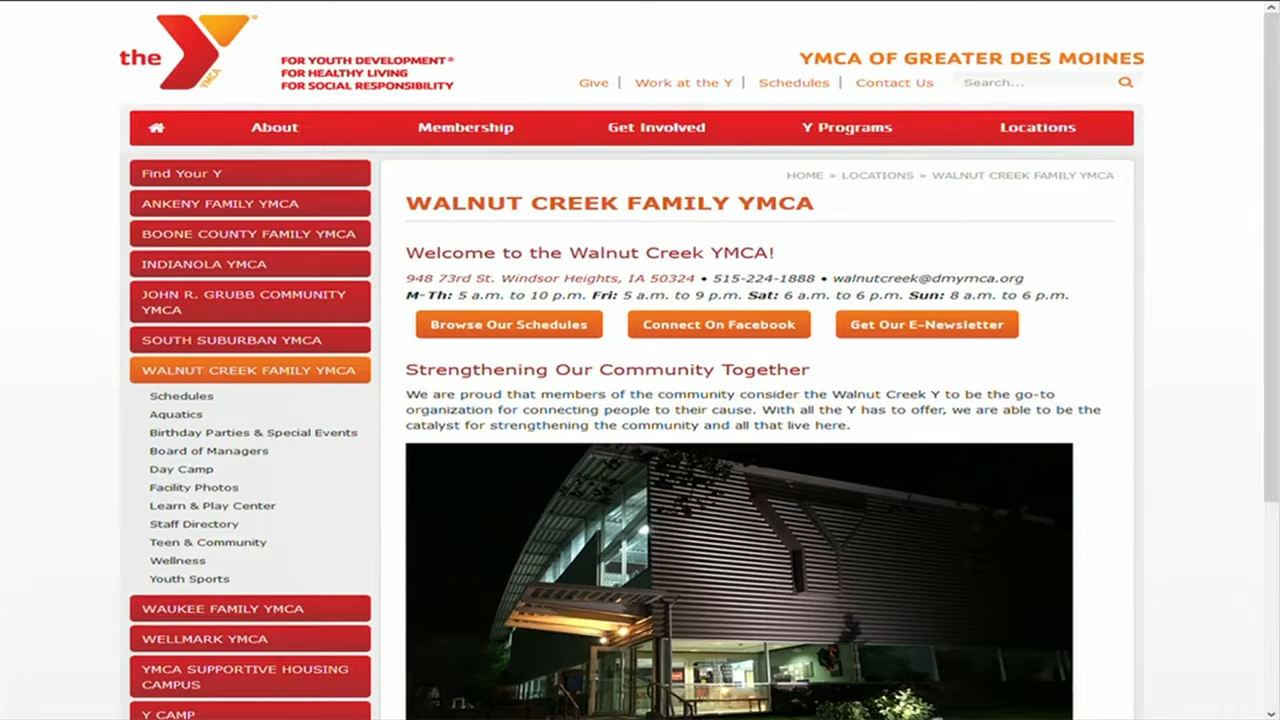 the
YMCA
FOR YOUTH DEVELOPMENT®
FOR HEALTHY LIVING
FOR SOCIAL RESPONSIBILITY
YMCA OF GREATER DES MOINES
Give | Work at the Y | Schedules | Contact Us
Search...
About Membership Get Involved Y Programs Locations
Find Your Y
ANKENY FAMILY YMCA
BOONE COUNTY FAMILY YMCA
INDIANOLA YMCA
JOHN R. GRUBB COMMUNITY
YMCA
SOUTH SUBURBAN YMCA
WALNUT CREEK FAMILY YMCA
Schedules
Aquatics
Birthday Parties & Special Events
Board of Managers
Day Camp
Facility Photos
Learn & Play Center
Staff Directory
Teen & Community
Wellness
Youth Sports
WAUKEE FAMILY YMCA
WELLMARK YMCA
YMCA SUPPORTIVE HOUSING
CAMPUS
Y CAMP
HOME » LOCATIONS » WALNUT CREEK FAMILY YMCA
WALNUT CREEK FAMILY YMCA
Welcome to the Walnut Creek YMCA!
948 73rd St. Windsor Heights, IA 50324 • 515-224-1888 • walnutcreek@dmymca.org
M-Th: 5 a.m. to 10 p.m. Fri: 5 a.m. to 9 p.m. Sat: 6 a.m. to 6 p.m. Sun: 8 a.m. to 6 p.m.
Browse Our Schedules Connect On Facebook Get Our E-Newsletter
Strengthening Our Community Together
We are proud that members of the community consider the Walnut Creek Y to be the go-to
organization for connecting people to their cause. With all the Y has to offer, we are able to be the
catalyst for strengthening the community and all that live here.